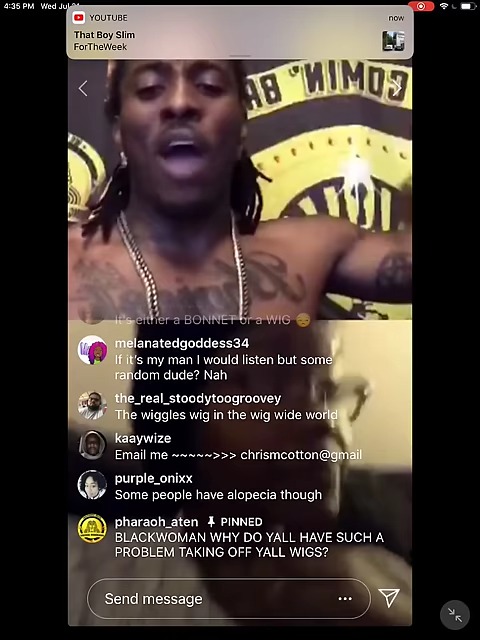 4:35 PM Wed Jul
YOUTUBE
now
That Boy Slim
ForTheWeek
COMIN'
It's either a BONNET or a WIG 😔
melanatedgoddess34
If it's my man I would listen but some
random dude? Nah
the_real_stoodytoogroovey
The wiggles wig in the wig wide world
kaaywize
Email me ~~~~~>>> chrismcotton@gmail
purple_onixx
Some people have alopecia though
pharaoh_aten PINNED
BLACKWOMAN WHY DO YALL HAVE SUCH A
PROBLEM TAKING OFF YALL WIGS?
Send message